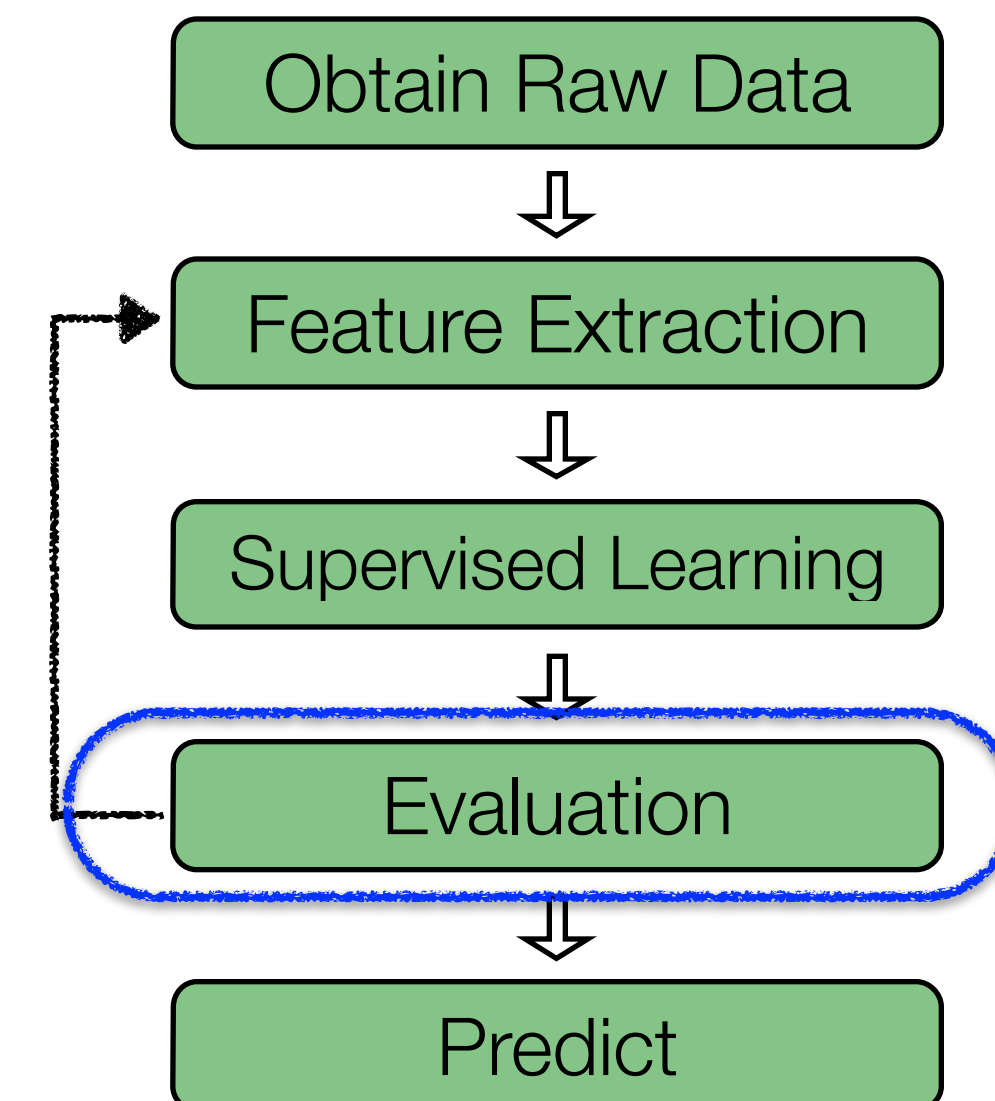 Obtain Raw Data
Feature Extraction
Supervised Learning
Evaluation
Predict